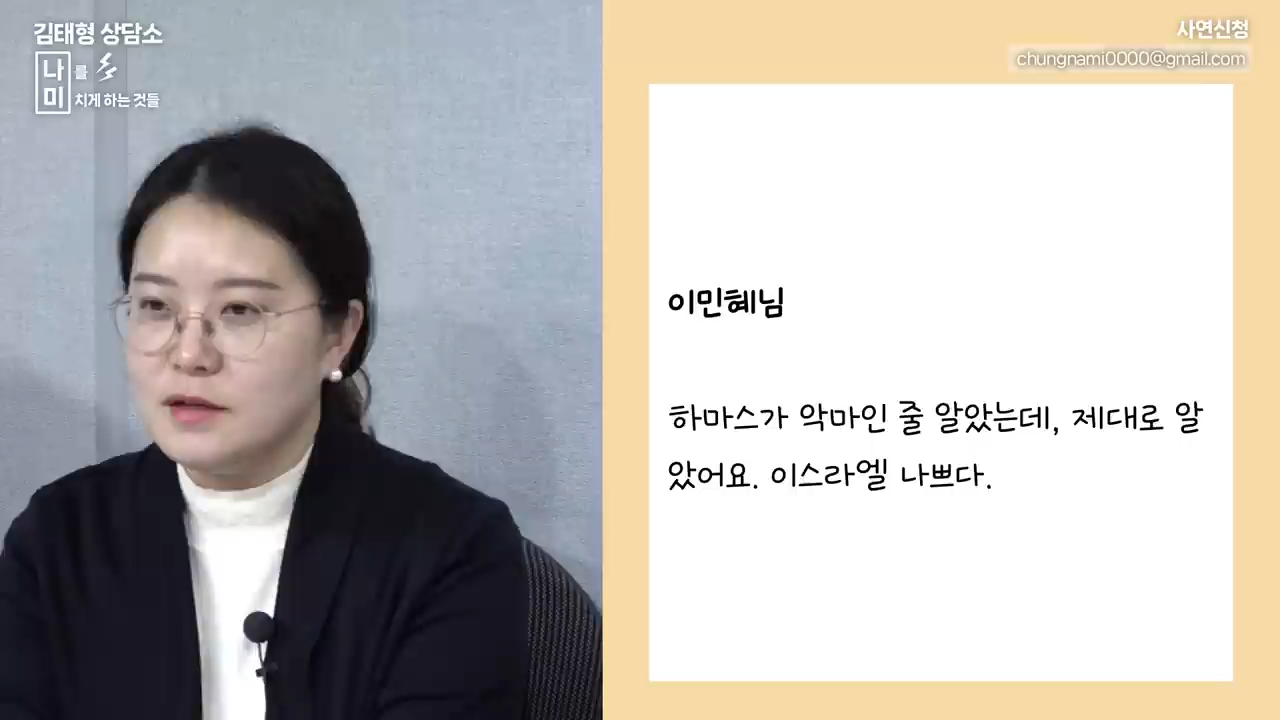 김태형 상담소
나를
미치게 하는 것들
사연신청
chungnami0000@gmail.com
이민혜님
하마스가 악마인 줄 알았는데, 제대로 알
았어요. 이스라엘 나쁘다.